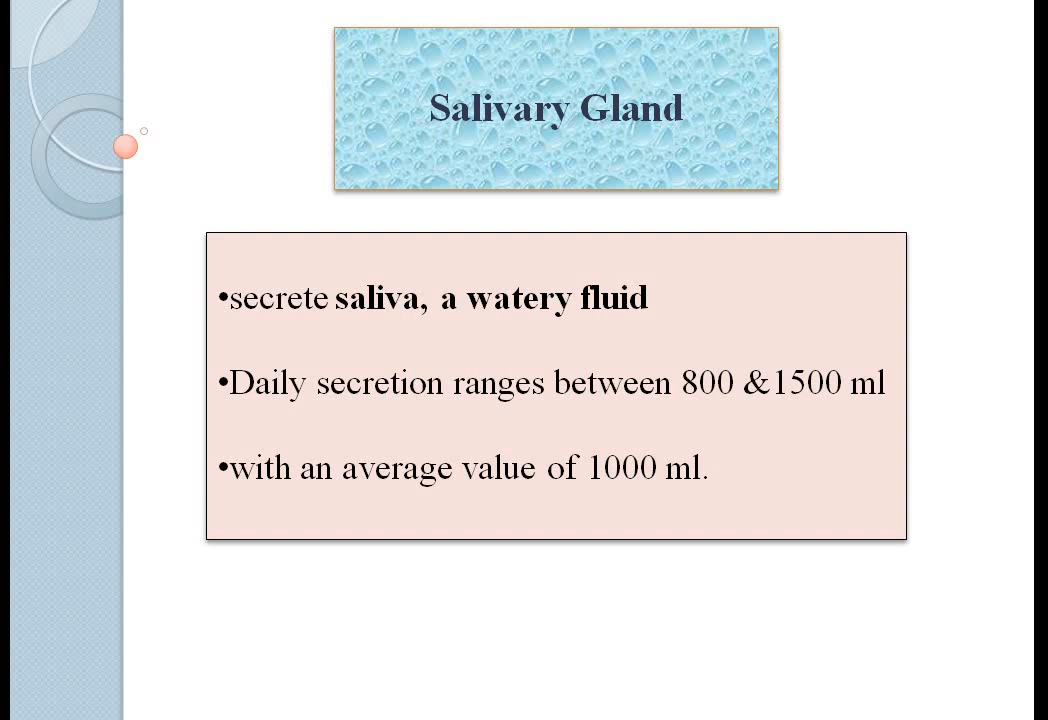 Salivary Gland
•secrete saliva, a watery fluid
•Daily secretion ranges between 800 &1500 ml
•with an average value of 1000 ml.